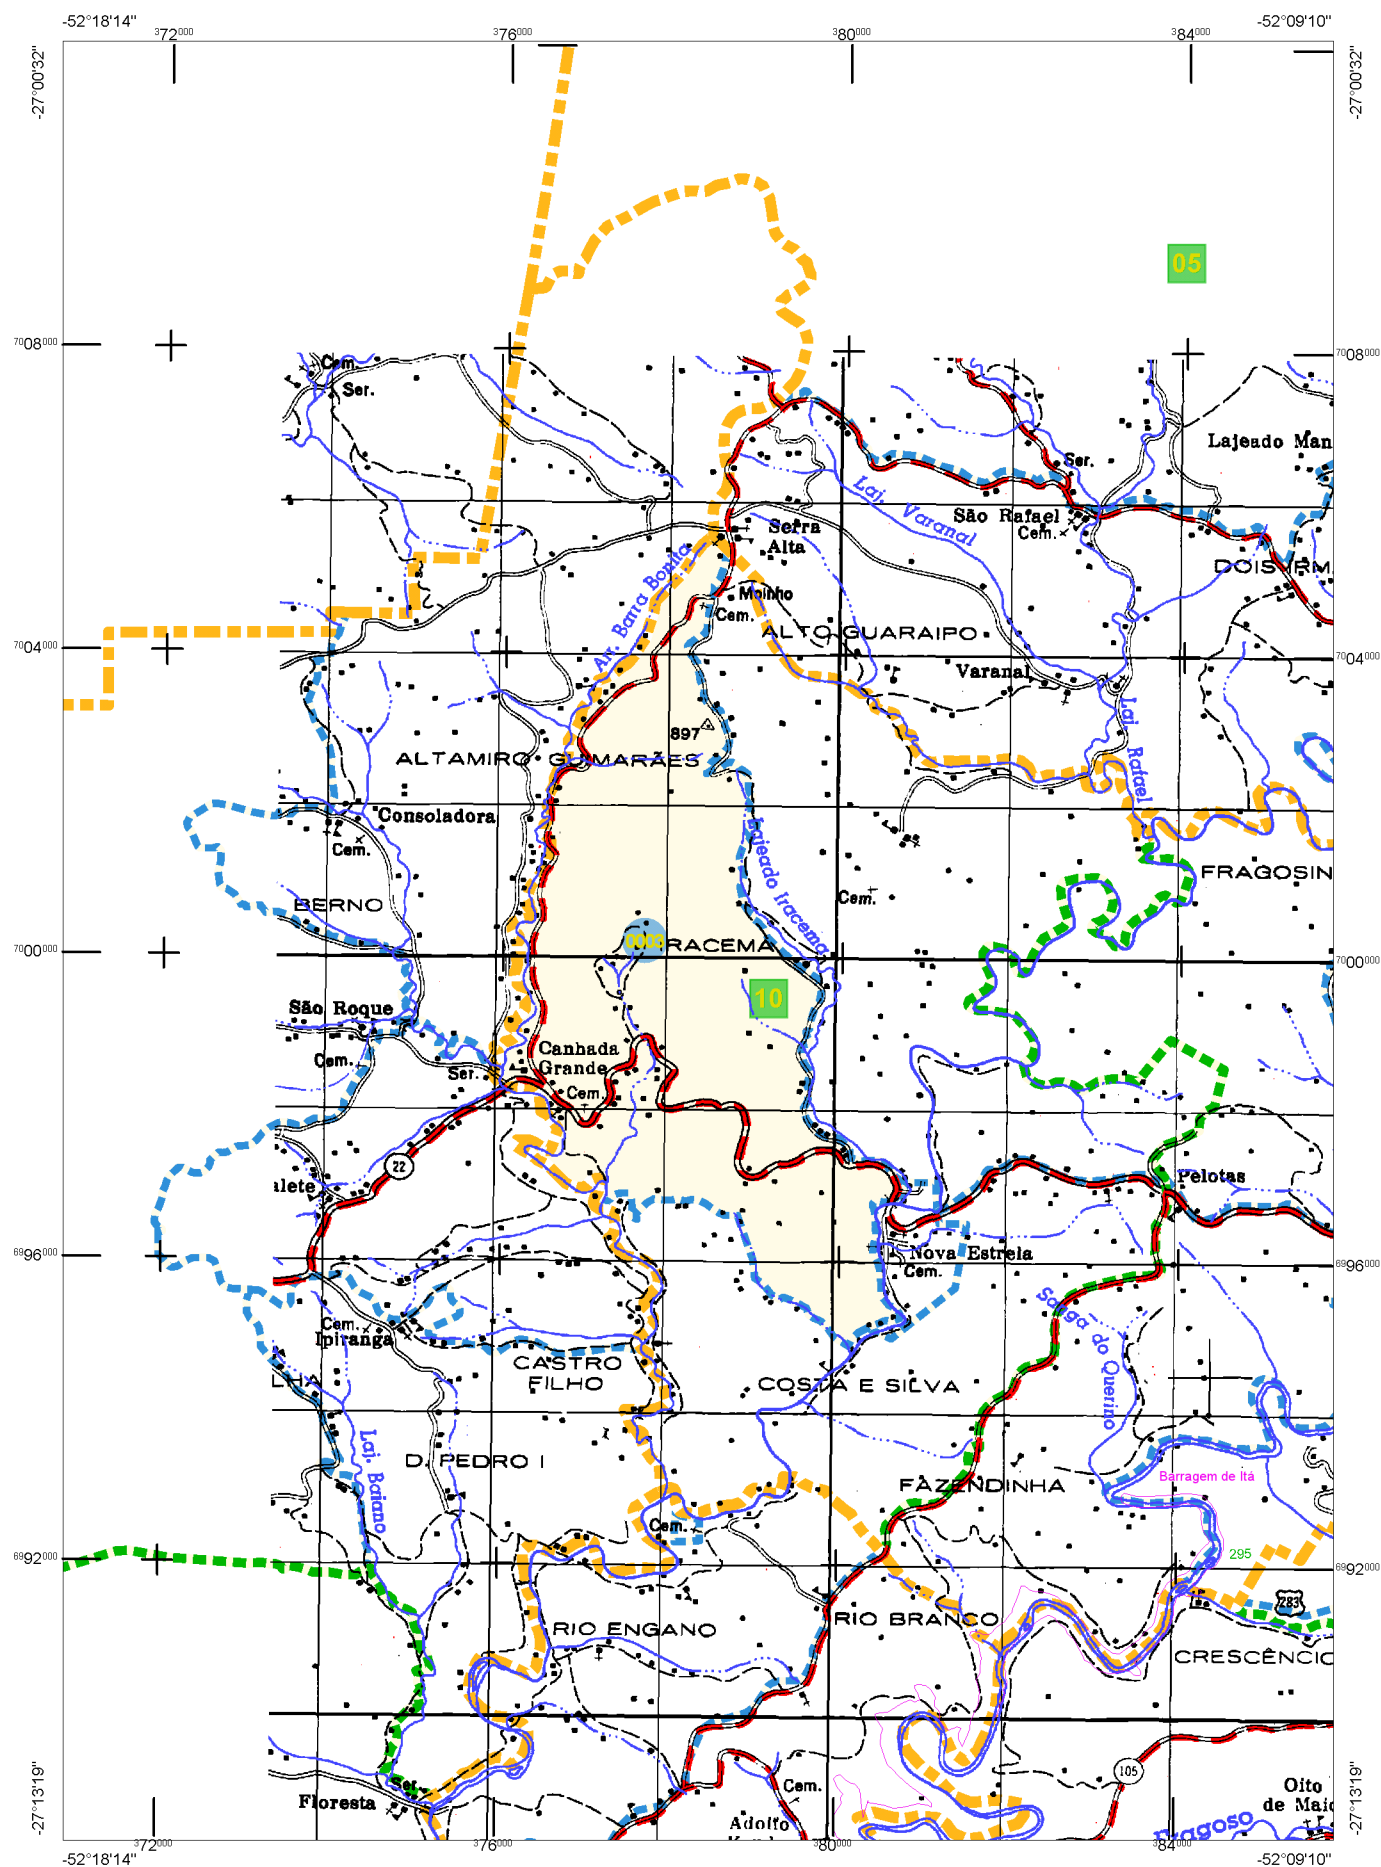 -52°18'14"
-52°09'10"
372000
376000
380000
384000
-27°00'32"
-27°00'32"
05
7008000
7008000
Cem.
Ser.
Lajeado Man
Ser.
Laj. Varanal
São Rafael
Cem.
Serra
Alta
Arr. Barra Bonita
DOIS IRM
Moinho
Cem.
ALTO GUARAIPO
7004000
7004000
Varanal
Laj. Rafael
897
ALTAMIRO GUIMARÃES
Consoladora
Cem.
Lajeado Iracema
FRAGOSIN
Cem.
BERNO
0003
RACEMA
7000000
7000000
10
São Roque
Cem.
Canhada
Grande
Ser.
Cem.
22
alete
Pelotas
6996000
6996000
Nova Estrela
Cem.
Sanga do Querino
Cem.
Ipiranga
CASTRO
FILHO
LHA
COSTA E SILVA
Laj. Baiano
D. PEDRO I
Barragem de Itá
FAZENDINHA
Cem.
295
6992000
6992000
283
RIO BRANCO
RIO ENGANO
CRESCÊNCIO
-27°13'19"
-27°13'19"
105
Ser.
Cem.
Floresta
Oito
de Maio
Adolfo
Fragoso
372000
376000
380000
384000
-52°18'14"
-52°09'10"